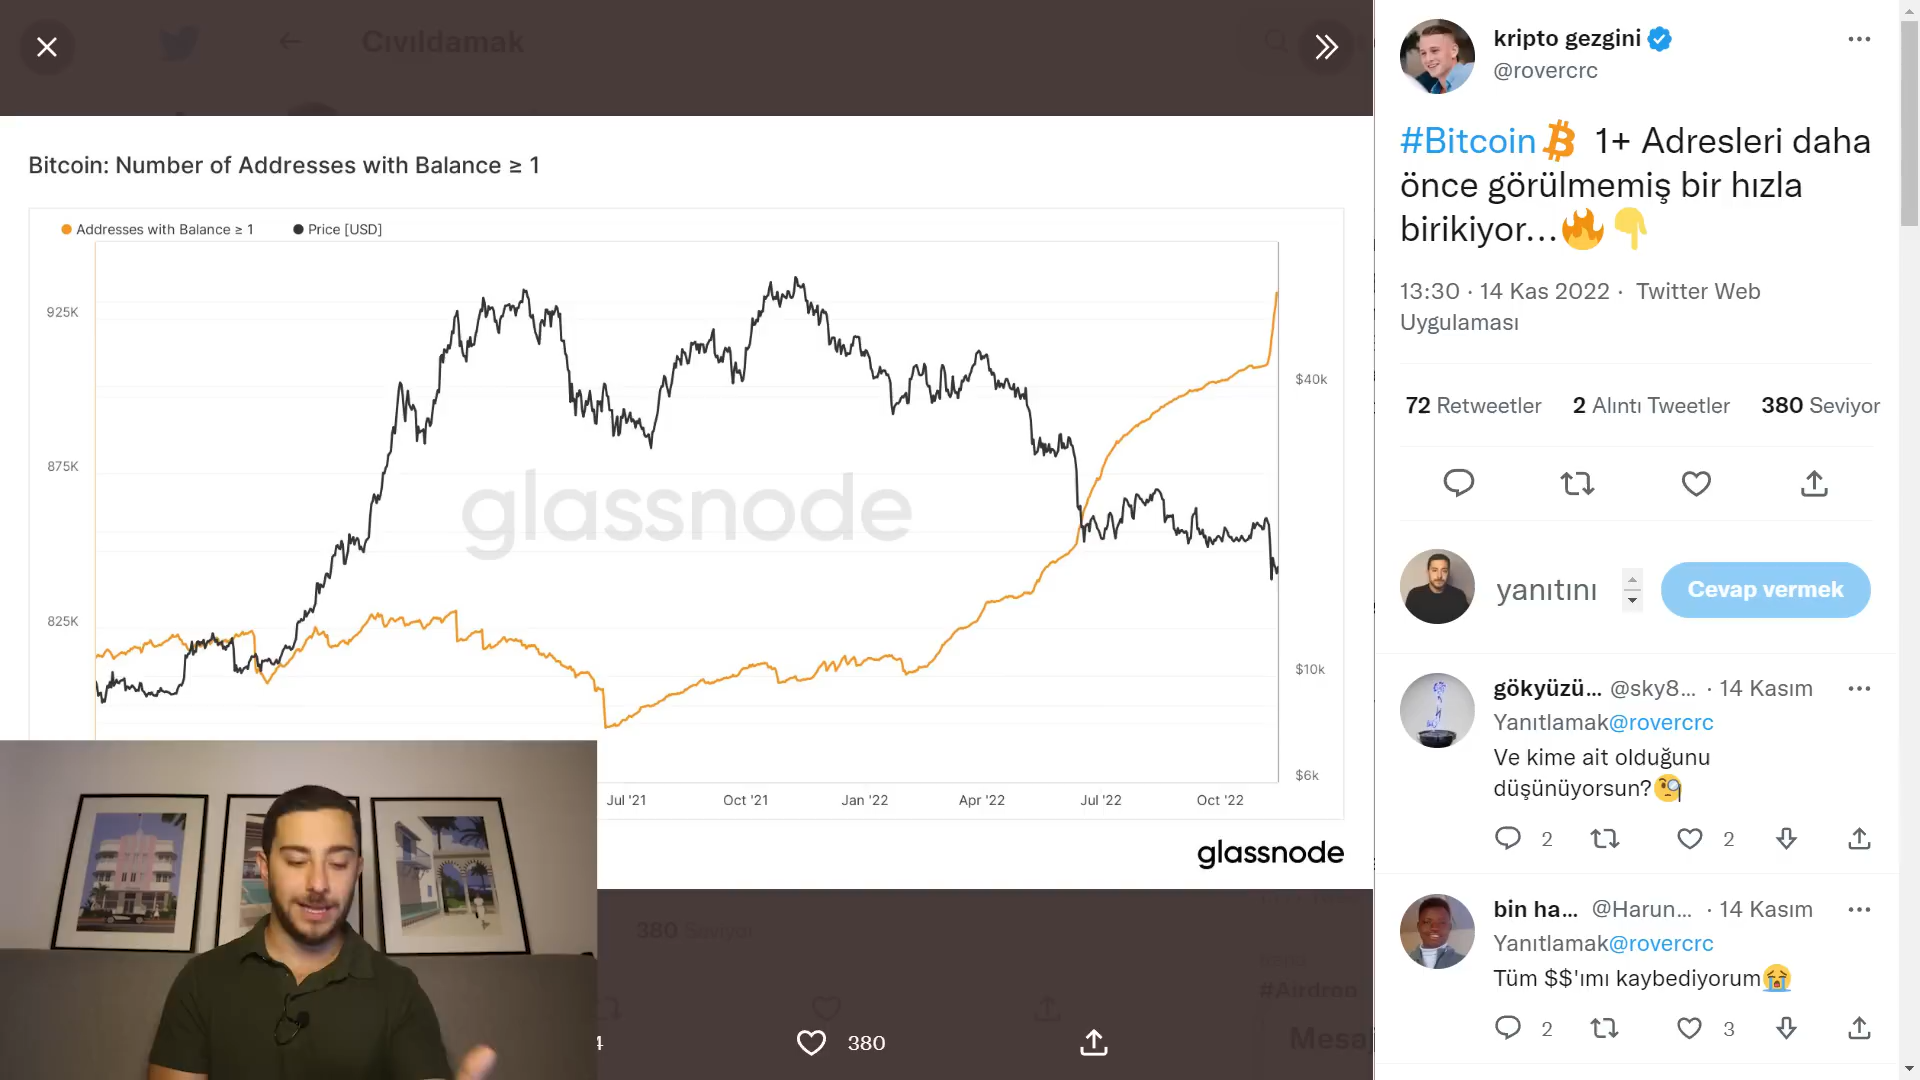 Cıvıldamak
Bitcoin: Number of Addresses with Balance ≥ 1
Addresses with Balance ≥ 1
Price [USD]
925K
875K
825K
$40k
$10k
$6k
glassnode
Jul '21
Oct '21
Jan '22
Apr '22
Jul '22
Oct '22
glassnode
380 Seviyor
#Airdrop
380
kripto gezgini
@rovercrc
#Bitcoin 1+ Adresleri daha
önce görülmemiş bir hızla
birikiyor...🔥👇
13:30 · 14 Kas 2022 · Twitter Web
Uygulaması
72 Retweetler 2 Alıntı Tweetler 380 Seviyor
yanıtını
Cevap vermek
gökyüzü... @sky8... · 14 Kasım
Yanıtlamak@rovercrc
Ve kime ait olduğunu
düşünüyorsun?🧐
2 2
bin ha... @Harun... · 14 Kasım
Yanıtlamak@rovercrc
Tüm $$'ımı kaybediyorum😭
2 3